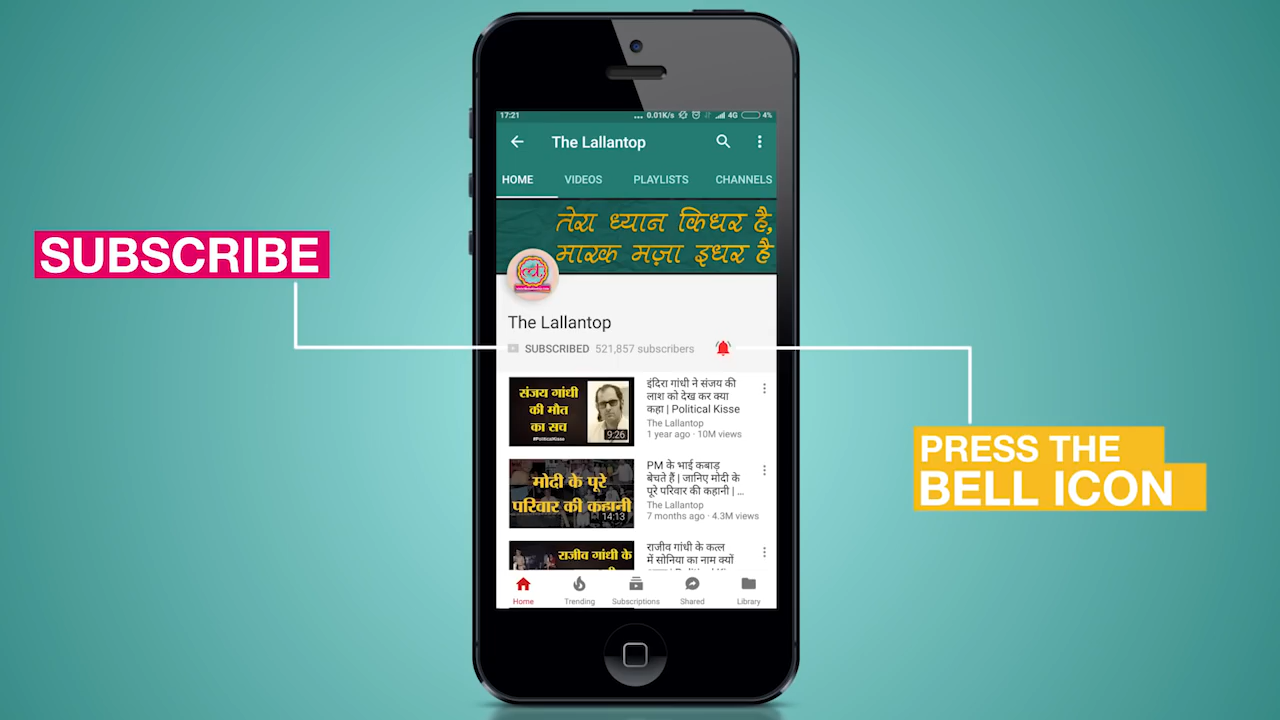 17:21 ... 0.01K/s 4G 4%
The Lallantop
HOME VIDEOS PLAYLISTS CHANNELS
तेरा ध्यान किधर है,
मारक मज़ा इधर है
SUBSCRIBE
The Lallantop
SUBSCRIBED 521,857 subscribers
PRESS THE
BELL ICON
संजय गांधी
की मौत
का सच
#PoliticalKisse
9:26
इंदिरा गांधी ने संजय की
लाश को देख कर क्या
कहा | Political Kisse
The Lallantop
1 year ago · 10M views
मोदी के पूरे
परिवार की कहानी
14:13
PM के भाई कबाड़
बेचते हैं | जानिए मोदी के
पूरे परिवार की कहानी | ...
The Lallantop
7 months ago · 4.3M views
राजीव गांधी के
राजीव गांधी के कत्ल
में सोनिया का नाम क्यों
Home Trending Subscriptions Shared Library